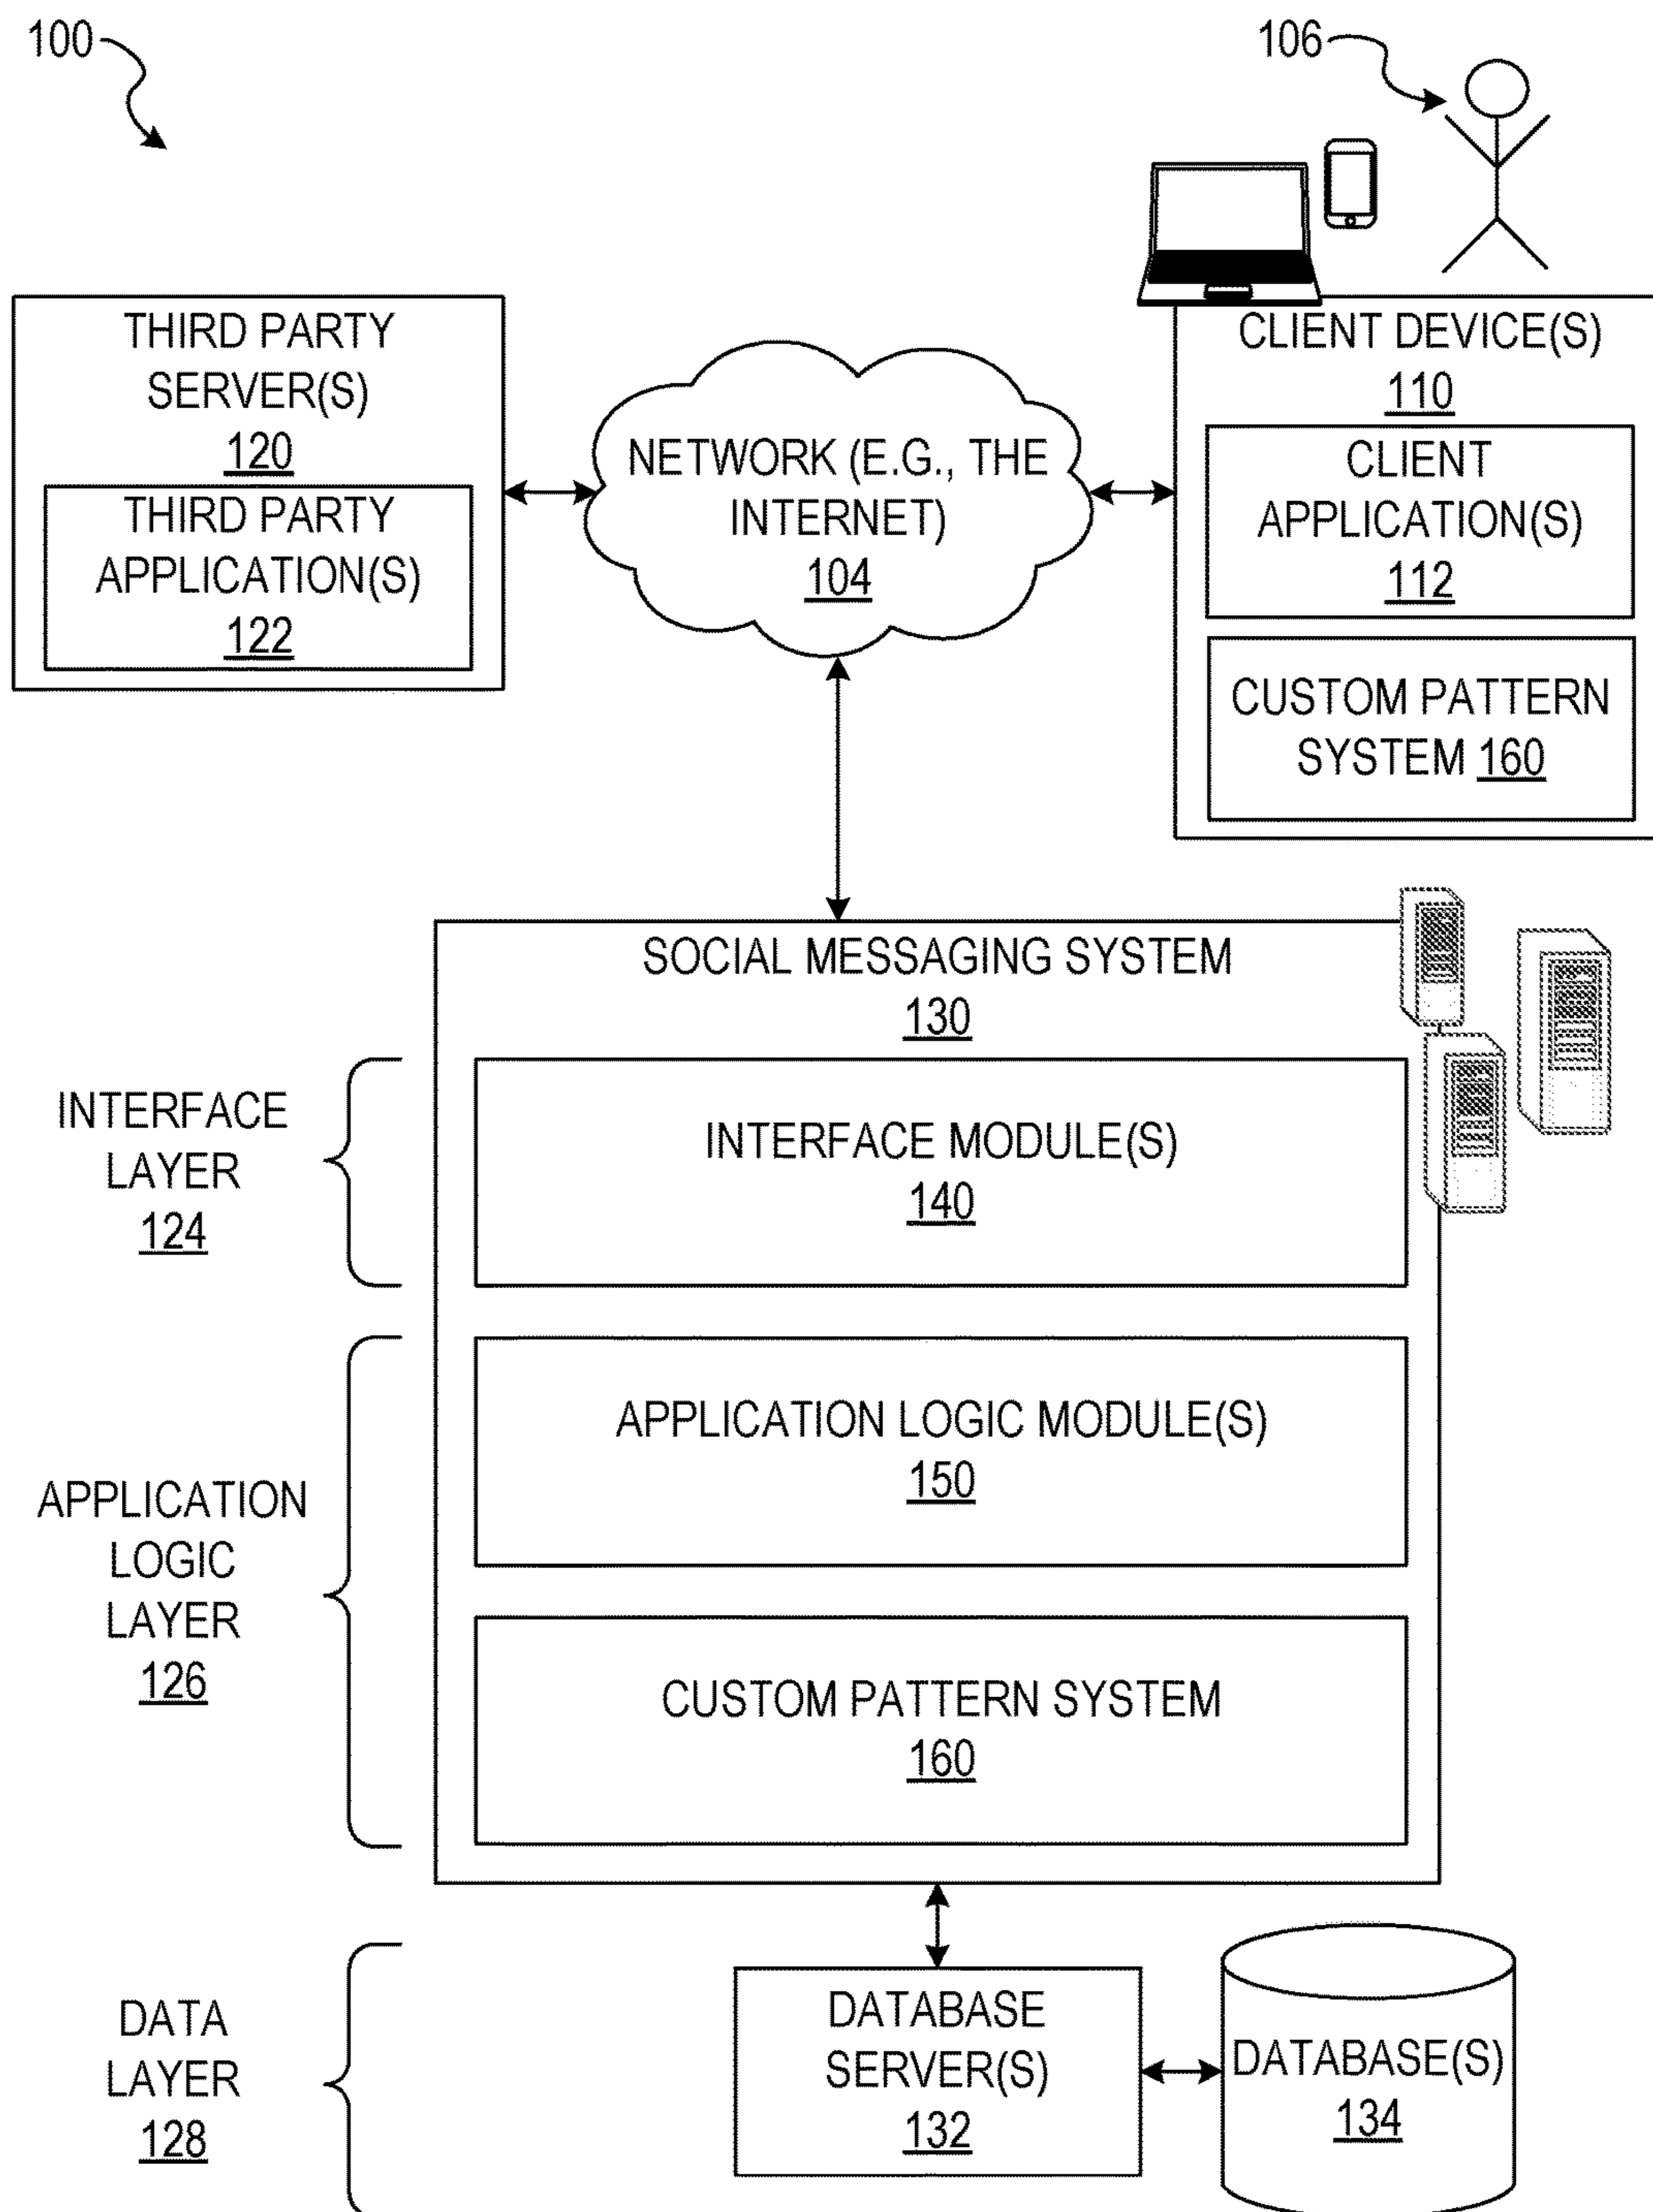 100
106
THIRD PARTY
SERVER(S)
120
THIRD PARTY
APPLICATION(S)
122
NETWORK (E.G., THE
INTERNET)
104
CLIENT DEVICE(S)
110
CLIENT
APPLICATION(S)
112
CUSTOM PATTERN
SYSTEM 160
SOCIAL MESSAGING SYSTEM
130
INTERFACE
LAYER
124
INTERFACE MODULE(S)
140
APPLICATION
LOGIC
LAYER
126
APPLICATION LOGIC MODULE(S)
150
CUSTOM PATTERN SYSTEM
160
DATA
LAYER
128
DATABASE
SERVER(S)
132
DATABASE(S)
134